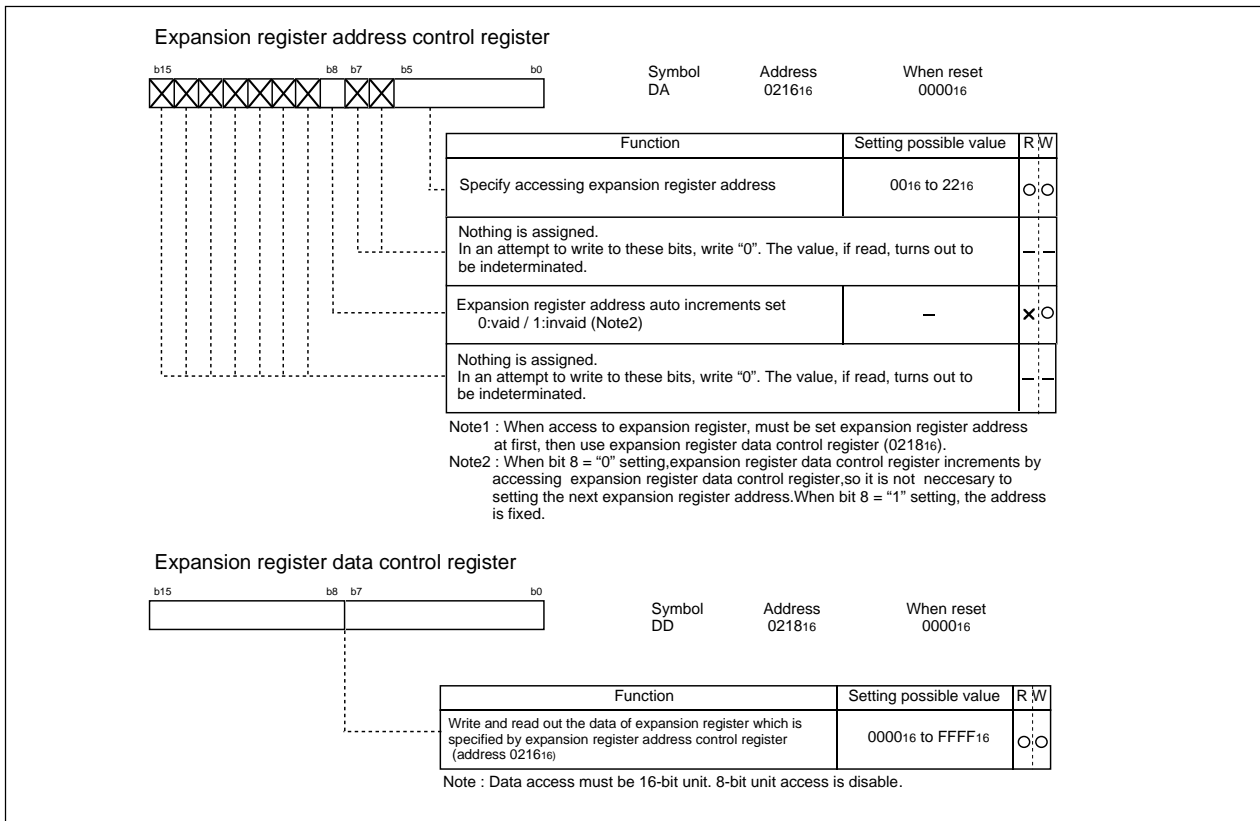 Expansion register address control register
b15 b8 b7 b5 b0
Symbol Address When reset
DA 021616 000016
Function Setting possible value R W
Specify accessing expansion register address 0016 to 2216
Nothing is assigned.
In an attempt to write to these bits, write “0”. The value, if read, turns out to
be indeterminated.
Expansion register address auto increments set
0:vaid / 1:invaid (Note2)
Nothing is assigned.
In an attempt to write to these bits, write “0”. The value, if read, turns out to
be indeterminated.
Note1 : When access to expansion register, must be set expansion register address
at first, then use expansion register data control register (021816).
Note2 : When bit 8 = “0” setting,expansion register data control register increments by
accessing expansion register data control register,so it is not neccesary to
setting the next expansion register address.When bit 8 = “1” setting, the address
is fixed.
Expansion register data control register
b15 b8 b7 b0
Symbol Address When reset
DD 021816 000016
Function Setting possible value R W
Write and read out the data of expansion register which is
specified by expansion register address control register
(address 021616)
000016 to FFFF16
Note : Data access must be 16-bit unit. 8-bit unit access is disable.